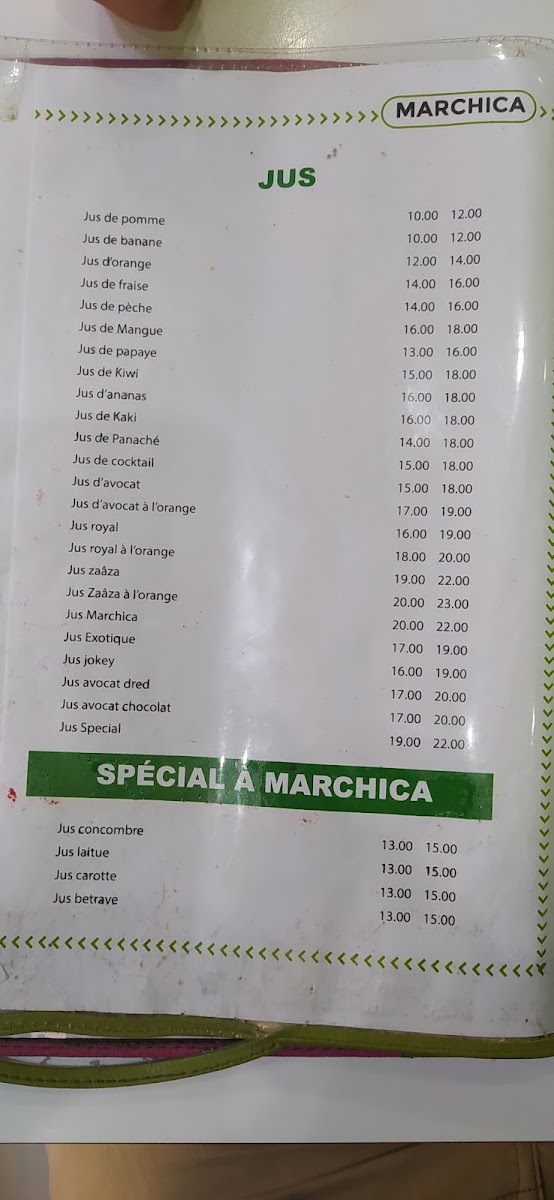 MARCHICA
JUS
Jus de pomme 10.00 12.00
Jus de banane 10.00 12.00
Jus d'orange 12.00 14.00
Jus de fraise 14.00 16.00
Jus de pèche 14.00 16.00
Jus de Mangue 16.00 18.00
Jus de papaye 13.00 16.00
Jus de Kiwi 15.00 18.00
Jus d'ananas 16.00 18.00
Jus de Kaki 16.00 18.00
Jus de Panaché 14.00 18.00
Jus de cocktail 15.00 18.00
Jus d'avocat 15.00 18.00
Jus d'avocat à l'orange 17.00 19.00
Jus royal 16.00 19.00
Jus royal à l'orange 18.00 20.00
Jus zaâza 19.00 22.00
Jus Zaâza à l'orange 20.00 23.00
Jus Marchica 20.00 22.00
Jus Exotique 17.00 19.00
Jus jokey 16.00 19.00
Jus avocat dred 17.00 20.00
Jus avocat chocolat 17.00 20.00
Jus Special 19.00 22.00
SPÉCIAL À MARCHICA
Jus concombre 13.00 15.00
Jus laitue 13.00 15.00
Jus carotte 13.00 15.00
Jus betrave 13.00 15.00